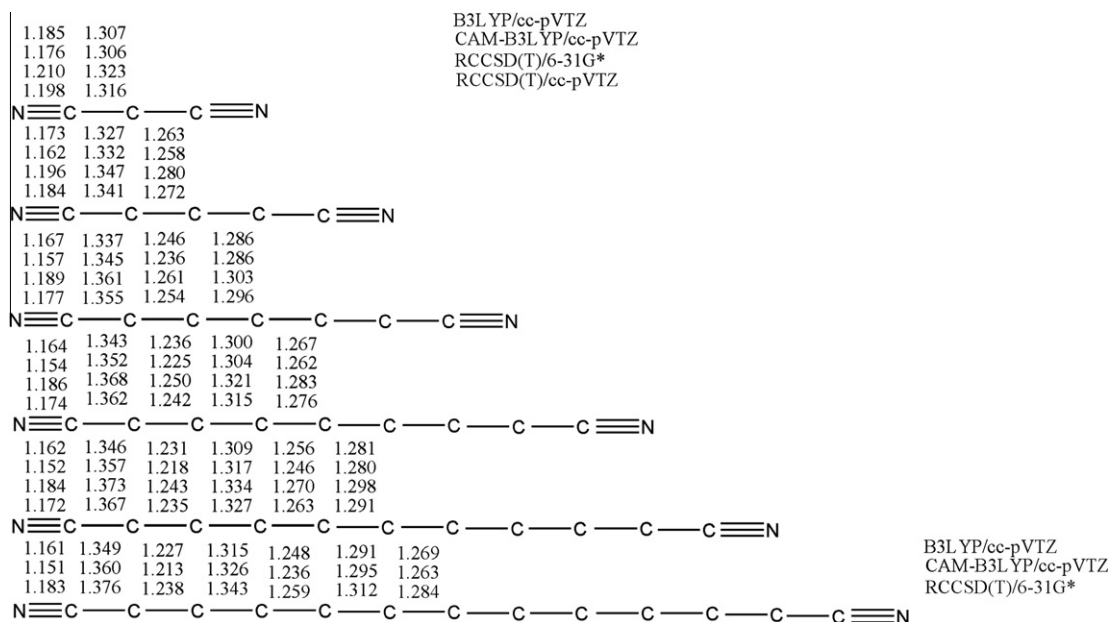 1.185 1.307 B3LYP/cc-pVTZ
1.176 1.306 CAM-B3LYP/cc-pVTZ
1.210 1.323 RCCSD(T)/6-31G*
1.198 1.316 RCCSD(T)/cc-pVTZ
N≡C—C—C≡N
1.173 1.327 1.263
1.162 1.332 1.258
1.196 1.347 1.280
1.184 1.341 1.272
N≡C—C—C—C—C≡N
1.167 1.337 1.246 1.286
1.157 1.345 1.236 1.286
1.189 1.361 1.261 1.303
1.177 1.355 1.254 1.296
N≡C—C—C—C—C—C—C≡N
1.164 1.343 1.236 1.300 1.267
1.154 1.352 1.225 1.304 1.262
1.186 1.368 1.250 1.321 1.283
1.174 1.362 1.242 1.315 1.276
N≡C—C—C—C—C—C—C—C—C≡N
1.162 1.346 1.231 1.309 1.256 1.281
1.152 1.357 1.218 1.317 1.246 1.280
1.184 1.373 1.243 1.334 1.270 1.298
1.172 1.367 1.235 1.327 1.263 1.291
N≡C—C—C—C—C—C—C—C—C—C—C≡N
1.161 1.349 1.227 1.315 1.248 1.291 1.269 B3LYP/cc-pVTZ
1.151 1.360 1.213 1.326 1.236 1.295 1.263 CAM-B3LYP/cc-pVTZ
1.183 1.376 1.238 1.343 1.259 1.312 1.284 RCCSD(T)/6-31G*
N≡C—C—C—C—C—C—C—C—C—C—C—C—C≡N